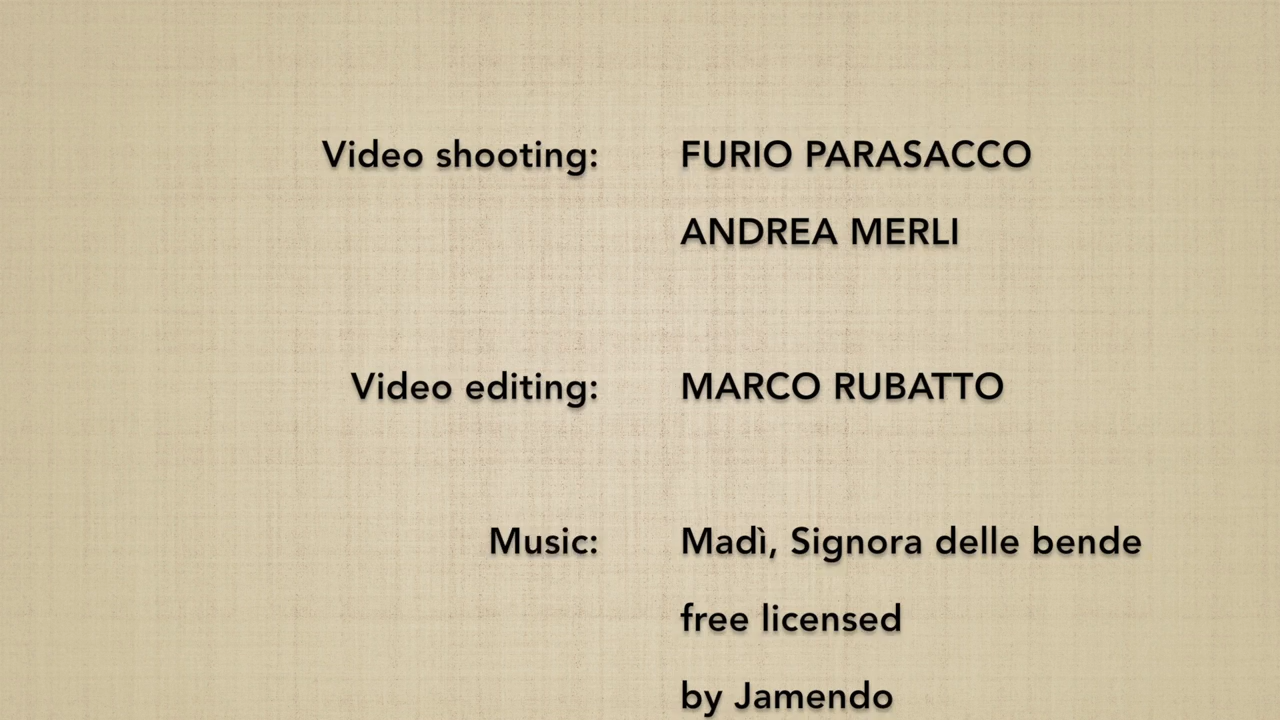 Video shooting: FURIO PARASACCO
ANDREA MERLI
Video editing: MARCO RUBATTO
Music: Madì, Signora delle bende
free licensed
by Jamendo